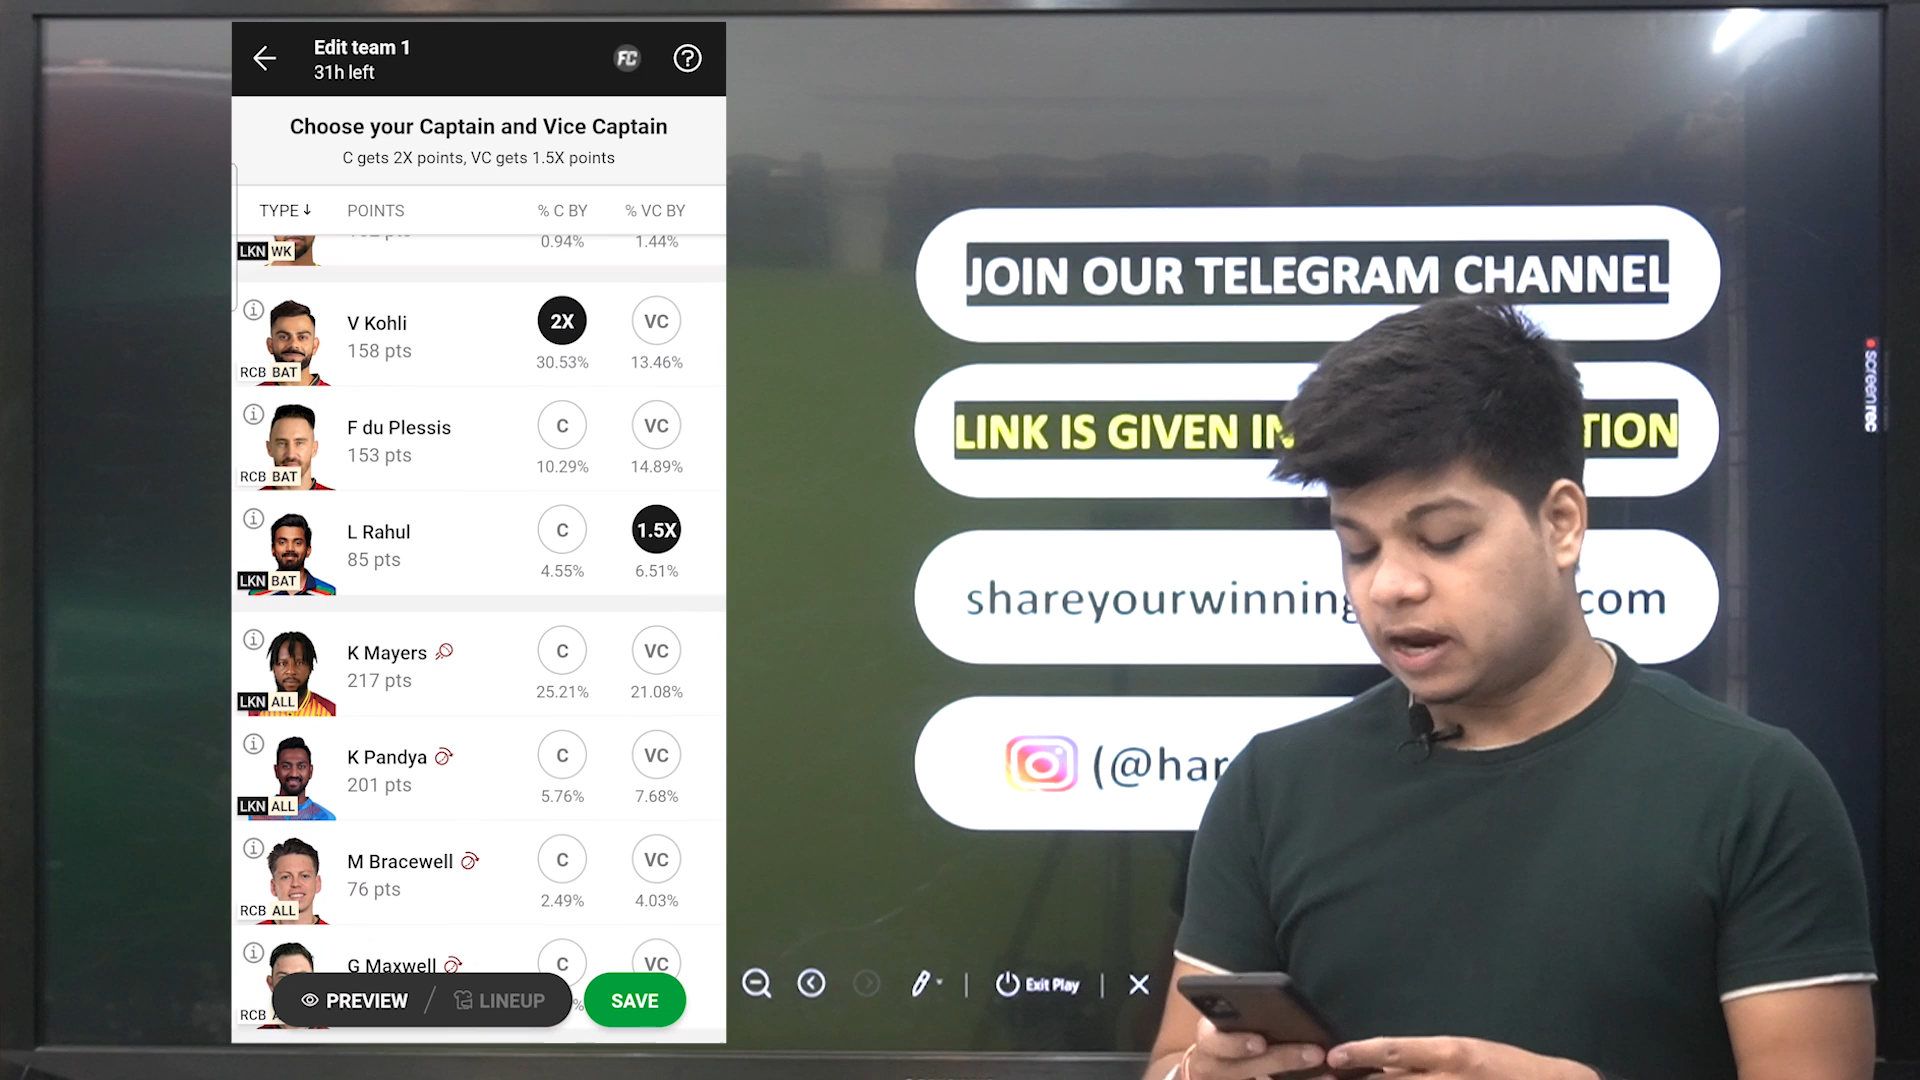 Edit team 1
31h left
FC
?
Choose your Captain and Vice Captain
C gets 2X points, VC gets 1.5X points
TYPE↓ POINTS % C BY % VC BY
LKN WK 0.94% 1.44%
V Kohli 2X VC
158 pts 30.53% 13.46%
RCB BAT
F du Plessis C VC
153 pts 10.29% 14.89%
RCB BAT
L Rahul C 1.5X
85 pts 4.55% 6.51%
LKN BAT
K Mayers C VC
217 pts 25.21% 21.08%
LKN ALL
K Pandya C VC
201 pts 5.76% 7.68%
LKN ALL
M Bracewell C VC
76 pts 2.49% 4.03%
RCB ALL
G Maxwell C VC
RCB
PREVIEW / LINEUP
SAVE
JOIN OUR TELEGRAM CHANNEL
LINK IS GIVEN IN TION
shareyourwinning com
(@har
Exit Play
screenrec